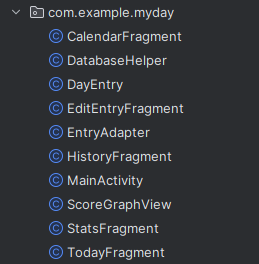 com.example.myday
CalendarFragment
DatabaseHelper
DayEntry
EditEntryFragment
EntryAdapter
HistoryFragment
MainActivity
ScoreGraphView
StatsFragment
TodayFragment